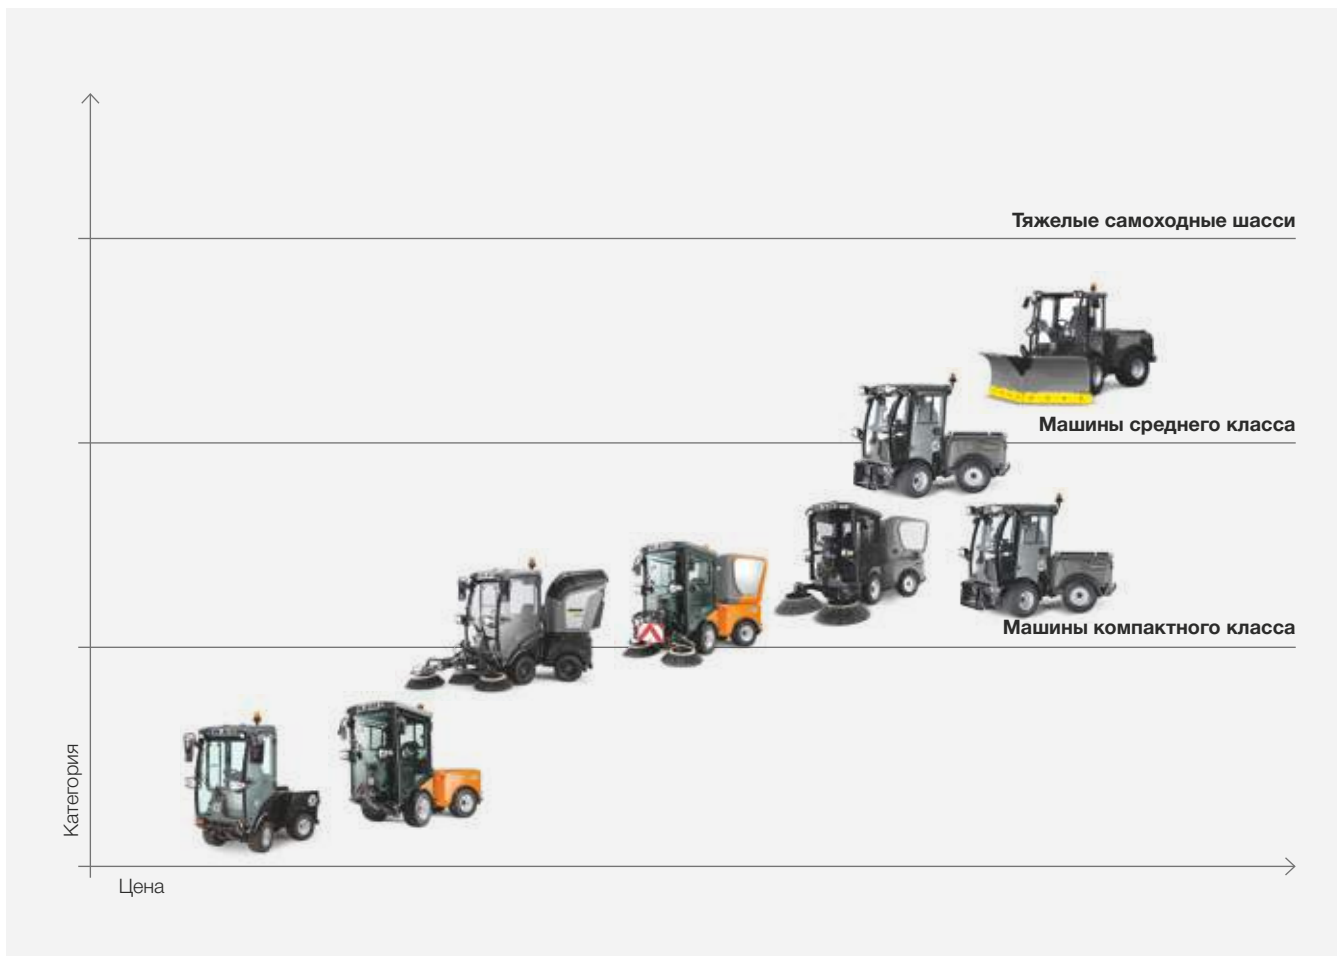 Тяжелые самоходные шасси
Машины среднего класса
Машины компактного класса
Категория
Цена